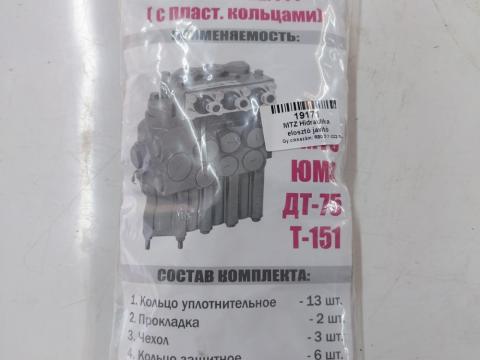 ( с пласт. кольцами)
ПРИМЕНЯЕМОСТЬ:
19171
MTZ Hidraulika
elosztó javító
ЮМЗ
ДТ-75
Т-151
СОСТАВ КОМПЛЕКТА:
1. Кольцо уплотнительное - 13 шт.
2. Прокладка - 2 шт.
3. Чехол - 3 шт.
4. Кольцо защитное - 6 шт.